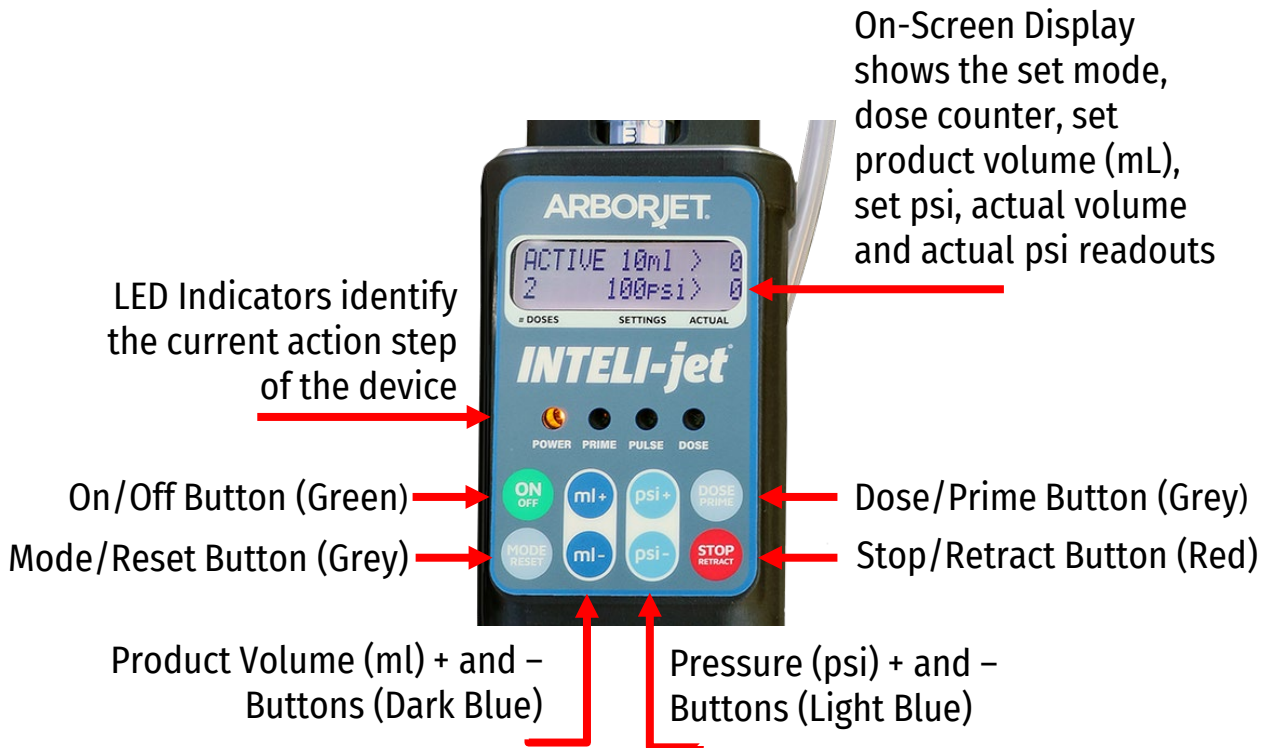 On-Screen Display
shows the set mode,
dose counter, set
product volume (mL),
set psi, actual volume
and actual psi readouts
ARBORJET.
ACTIVE 10ml > 0
2 100psi> 0
# DOSES SETTINGS ACTUAL
LED Indicators identify
the current action step
of the device
INTELI-jet
POWER PRIME PULSE DOSE
On/Off Button (Green)
ON
OFF
ml+
psi+
DOSE
PRIME
Dose/Prime Button (Grey)
Mode/Reset Button (Grey)
MODE
RESET
ml-
psi-
STOP
RETRACT
Stop/Retract Button (Red)
Product Volume (ml) + and –
Buttons (Dark Blue)
Pressure (psi) + and –
Buttons (Light Blue)